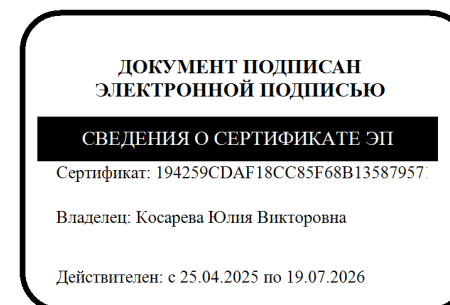 ДОКУМЕНТ ПОДПИСАН
ЭЛЕКТРОННОЙ ПОДПИСЬЮ
СВЕДЕНИЯ О СЕРТИФИКАТЕ ЭП
Сертификат: 194259CDAF18CC85F68B13587957
Владелец: Косарева Юлия Викторовна
Действителен: с 25.04.2025 по 19.07.2026